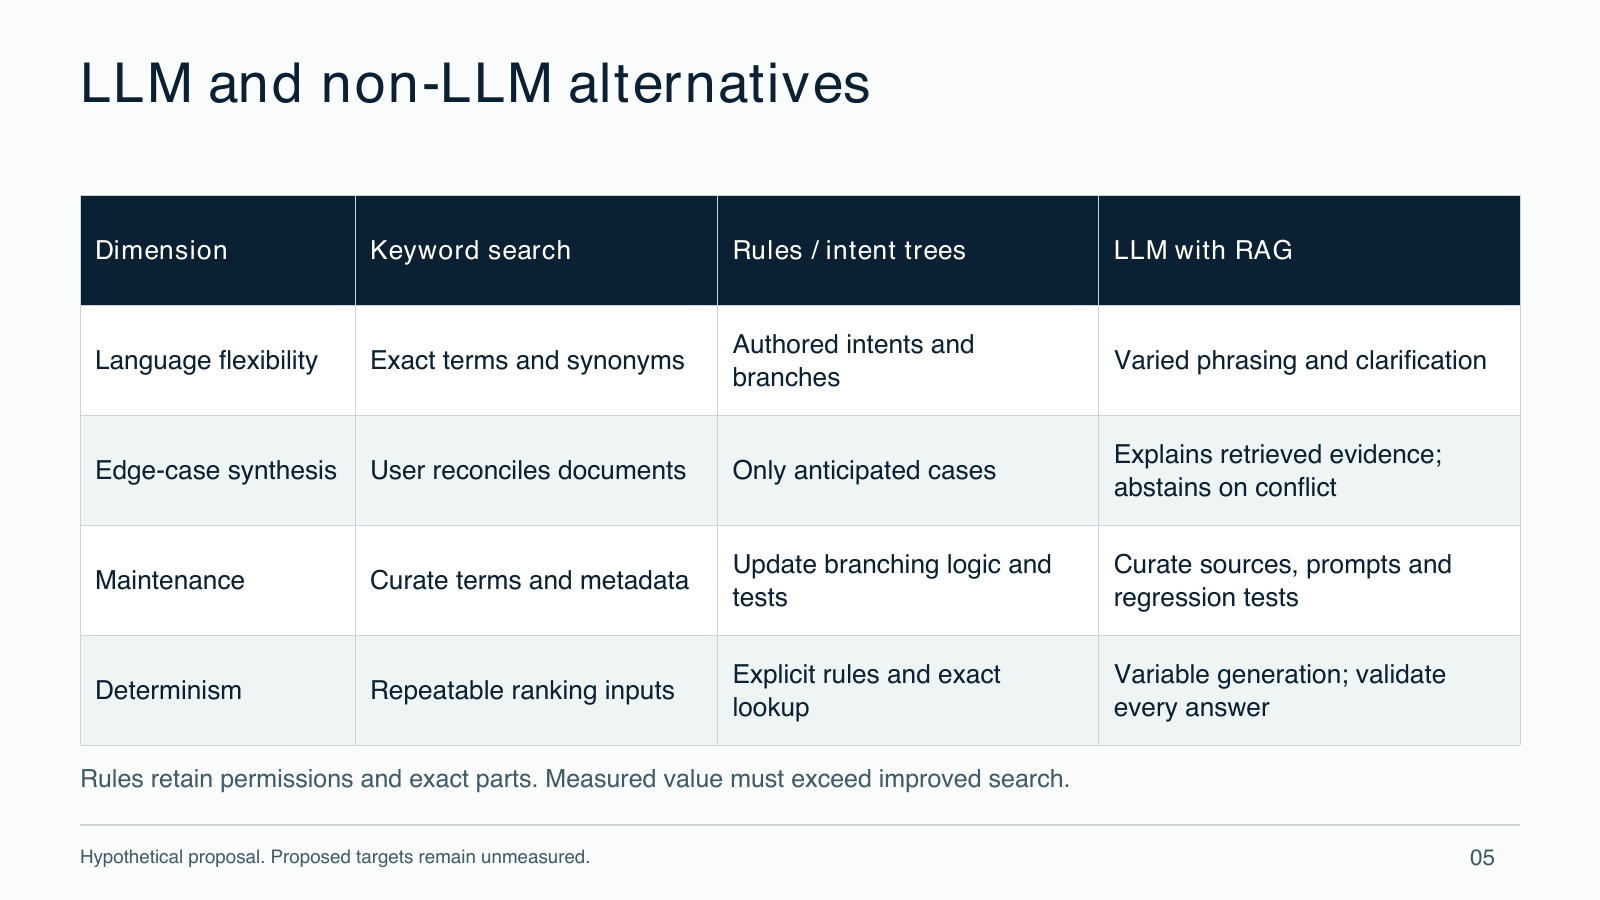 LLM and non-LLM alternatives
Dimension
Keyword search
Rules / intent trees
LLM with RAG
Language flexibility
Exact terms and synonyms
Authored intents and
branches
Varied phrasing and clarification
Edge-case synthesis
User reconciles documents
Only anticipated cases
Explains retrieved evidence;
abstains on conflict
Maintenance
Curate terms and metadata
Update branching logic and
tests
Curate sources, prompts and
regression tests
Determinism
Repeatable ranking inputs
Explicit rules and exact
lookup
Variable generation; validate
every answer
Rules retain permissions and exact parts. Measured value must exceed improved search.
Hypothetical proposal. Proposed targets remain unmeasured.
05